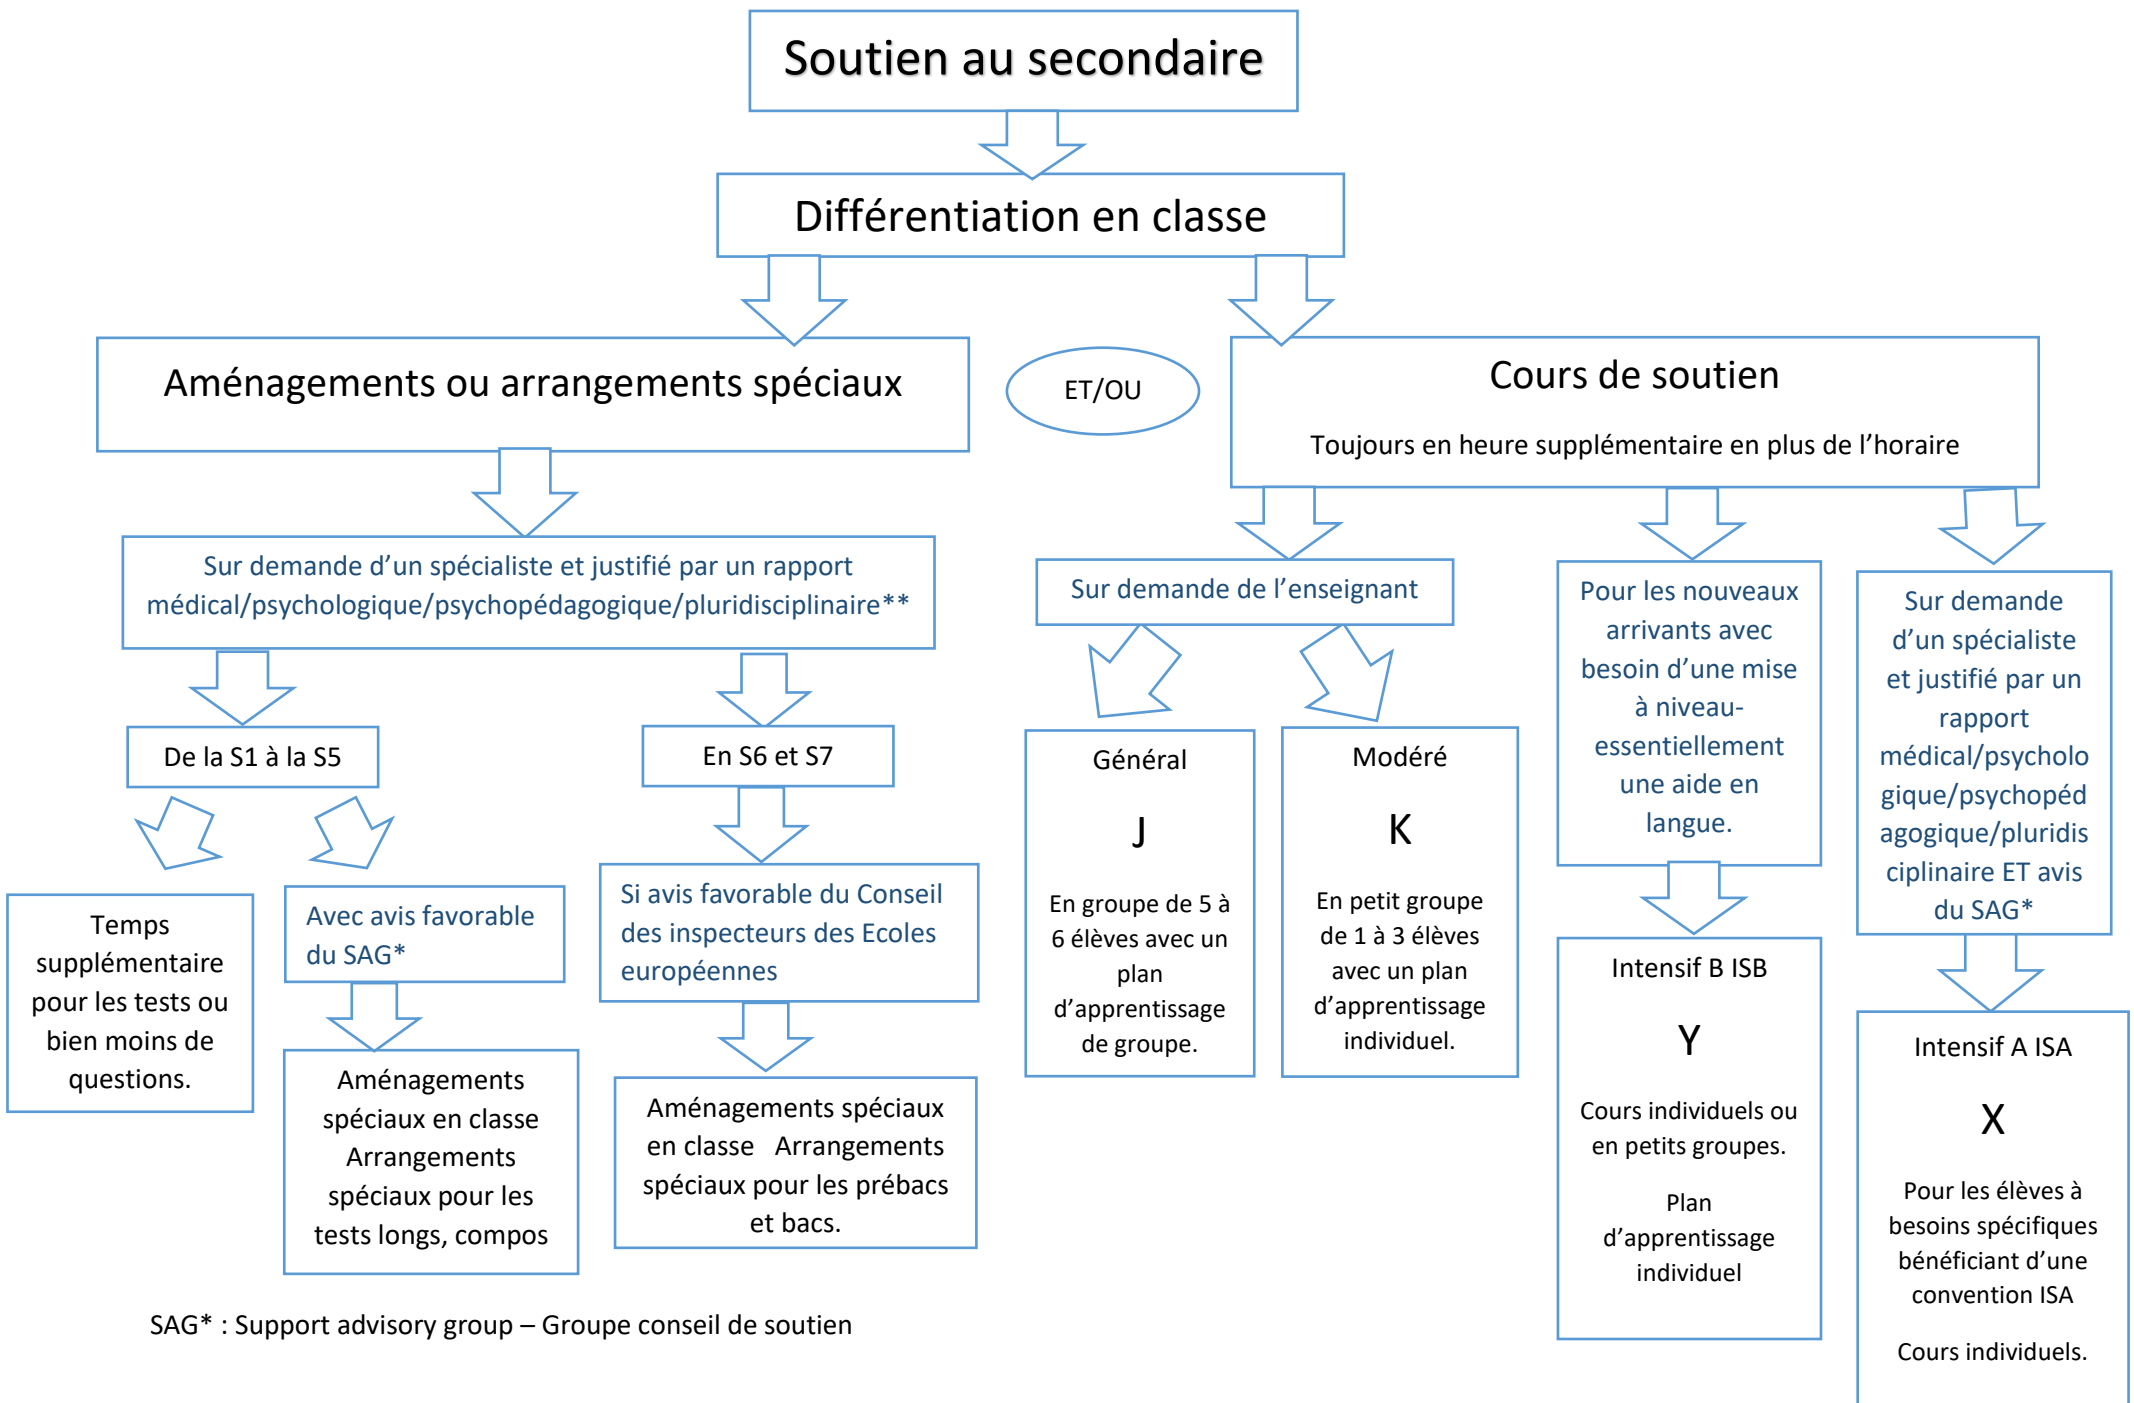 Soutien au secondaire
Différentiation en classe
Aménagements ou arrangements spéciaux
ET/OU
Cours de soutien
Toujours en heure supplémentaire en plus de l’horaire
Sur demande d’un spécialiste et justifié par un rapport
médical/psychologique/psychopédagogique/pluridisciplinaire**
De la S1 à la S5
En S6 et S7
Temps
supplémentaire
pour les tests ou
bien moins de
questions.
Avec avis favorable
du SAG*
Aménagements
spéciaux en classe
Arrangements
spéciaux pour les
tests longs, compos
Si avis favorable du Conseil
des inspecteurs des Ecoles
européennes
Aménagements spéciaux
en classe   Arrangements
spéciaux pour les prébacs
et bacs.
Sur demande de l’enseignant
Général
J
En groupe de 5 à
6 élèves avec un
plan
d’apprentissage
de groupe.
Modéré
K
En petit groupe
de 1 à 3 élèves
avec un plan
d’apprentissage
individuel.
Pour les nouveaux
arrivants avec
besoin d’une mise
à niveau-
essentiellement
une aide en
langue.
Intensif B ISB
Y
Cours individuels ou
en petits groupes.
Plan
d’apprentissage
individuel
Sur demande
d’un spécialiste
et justifié par un
rapport
médical/psycholo
gique/psychopéd
agogique/pluridis
ciplinaire ET avis
du SAG*
Intensif A ISA
X
Pour les élèves à
besoins spécifiques
bénéficiant d’une
convention ISA
Cours individuels.
SAG* : Support advisory group – Groupe conseil de soutien